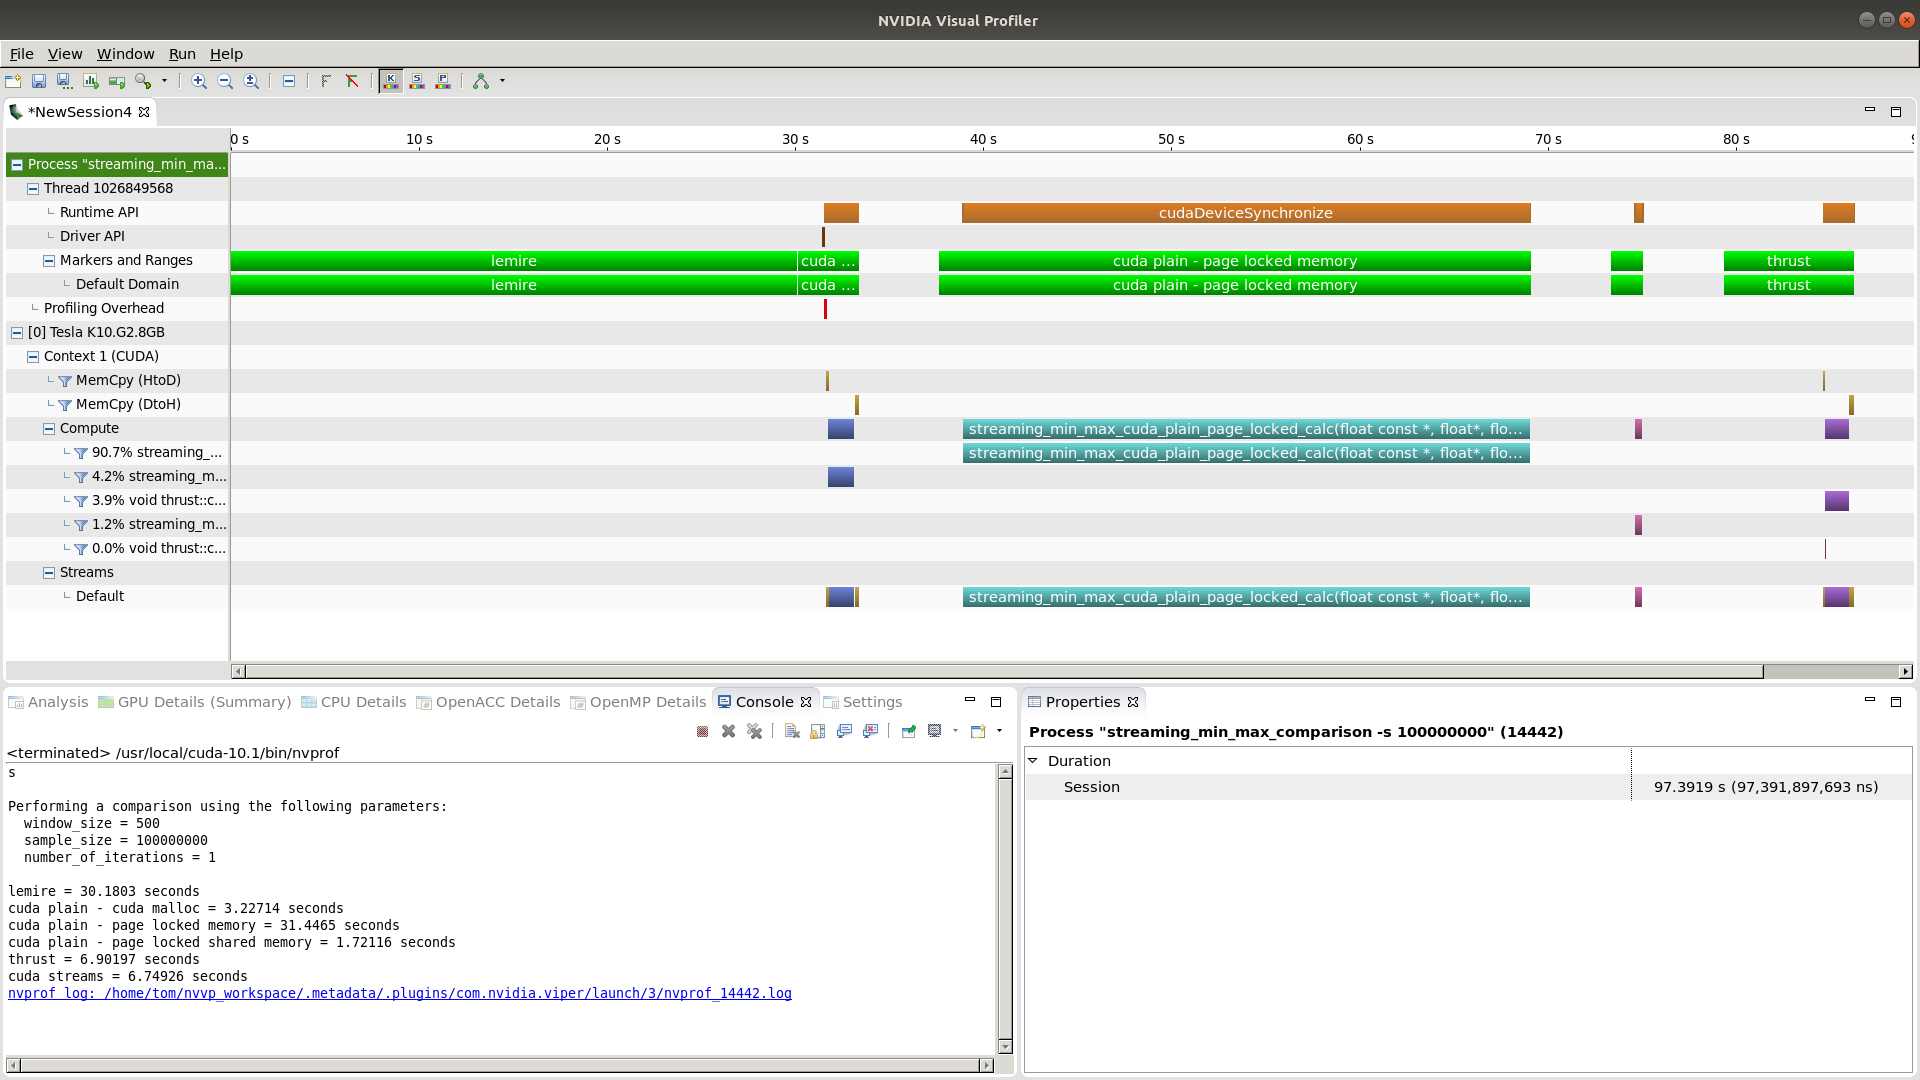 NVIDIA Visual Profiler
File View Window Run Help
K S P
*NewSession4
0 s 10 s 20 s 30 s 40 s 50 s 60 s 70 s 80 s
Process "streaming_min_ma...
Thread 1026849568
Runtime API
cudaDeviceSynchronize
Driver API
Markers and Ranges
lemire cuda ... cuda plain - page locked memory thrust
Default Domain
lemire cuda ... cuda plain - page locked memory thrust
Profiling Overhead
[0] Tesla K10.G2.8GB
Context 1 (CUDA)
MemCpy (HtoD)
MemCpy (DtoH)
Compute
streaming_min_max_cuda_plain_page_locked_calc(float const *, float*, flo...
90.7% streaming_...
streaming_min_max_cuda_plain_page_locked_calc(float const *, float*, flo...
4.2% streaming_m...
3.9% void thrust::c...
1.2% streaming_m...
0.0% void thrust::c...
Streams
Default
streaming_min_max_cuda_plain_page_locked_calc(float const *, float*, flo...
Analysis GPU Details (Summary) CPU Details OpenACC Details OpenMP Details Console Settings
<terminated> /usr/local/cuda-10.1/bin/nvprof
s
Performing a comparison using the following parameters:
window_size = 500
sample_size = 100000000
number_of_iterations = 1
lemire = 30.1803 seconds
cuda plain - cuda malloc = 3.22714 seconds
cuda plain - page locked memory = 31.4465 seconds
cuda plain - page locked shared memory = 1.72116 seconds
thrust = 6.90197 seconds
cuda streams = 6.74926 seconds
nvprof log: /home/tom/nvvp_workspace/.metadata/.plugins/com.nvidia.viper/launch/3/nvprof_14442.log
Properties
Process "streaming_min_max_comparison -s 100000000" (14442)
Duration
Session 97.3919 s (97,391,897,693 ns)